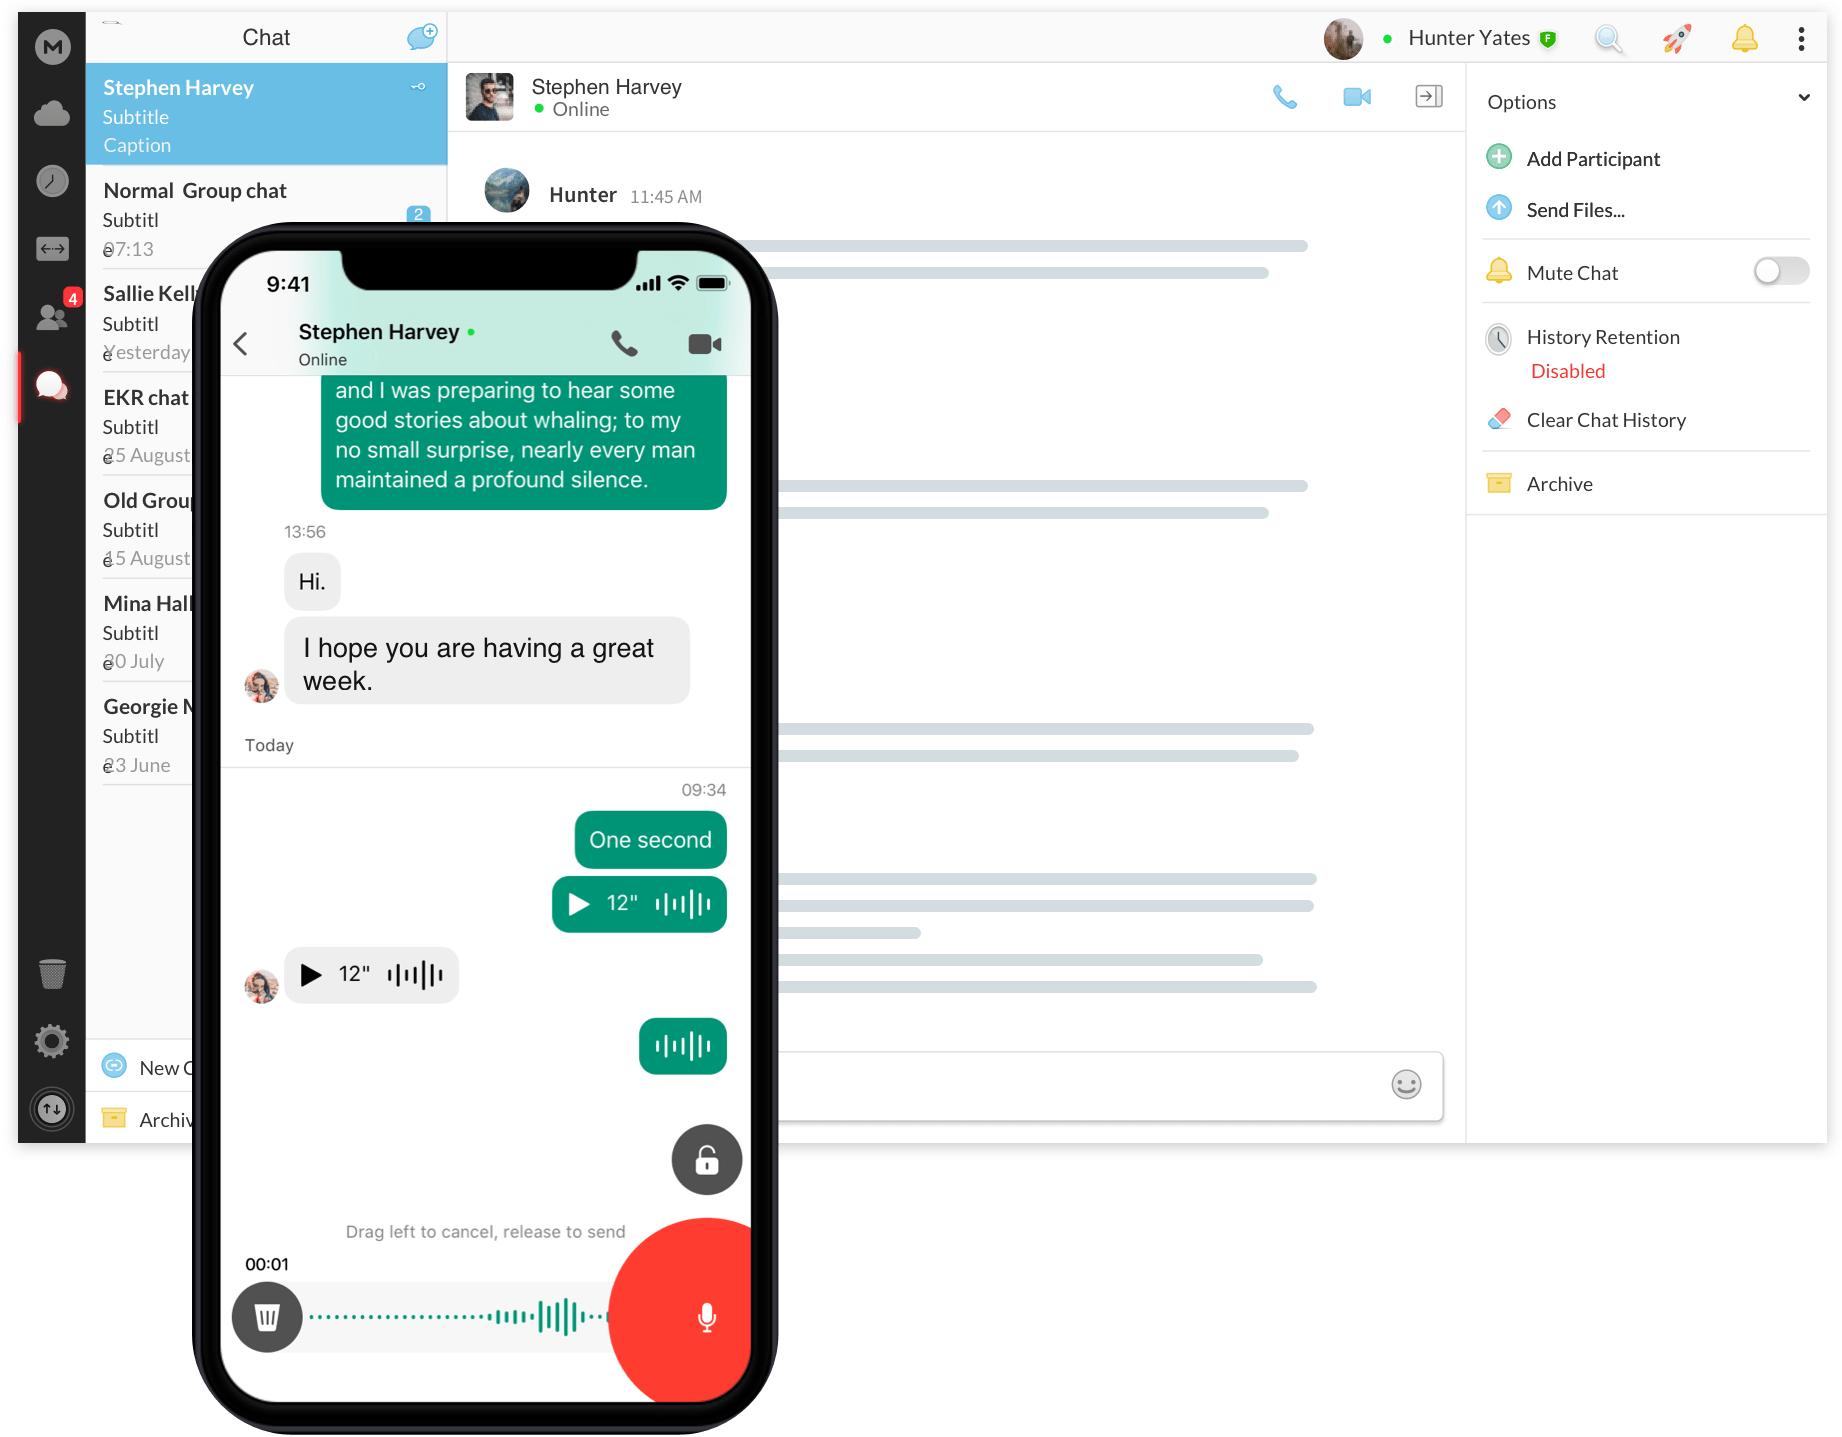 M
Chat
Hunter Yates
F
Stephen Harvey
Subtitle
Caption
Normal Group chat
Subtitl
e
07:13
2
Sallie Kell
Subtitl
e
Yesterday
4
EKR chat
Subtitl
e
25 August
Old Grou
Subtitl
e
15 August
Mina Hall
Subtitl
e
30 July
Georgie
Subtitl
e
23 June
New
Archiv
Stephen Harvey
Online
Hunter 11:45 AM
Options
Add Participant
Send Files...
Mute Chat
History Retention
Disabled
Clear Chat History
Archive
9:41
Stephen Harvey
Online
and I was preparing to hear some
good stories about whaling; to my
no small surprise, nearly every man
maintained a profound silence.
13:56
Hi.
I hope you are having a great
week.
Today
09:34
One second
12"
12"
Drag left to cancel, release to send
00:01